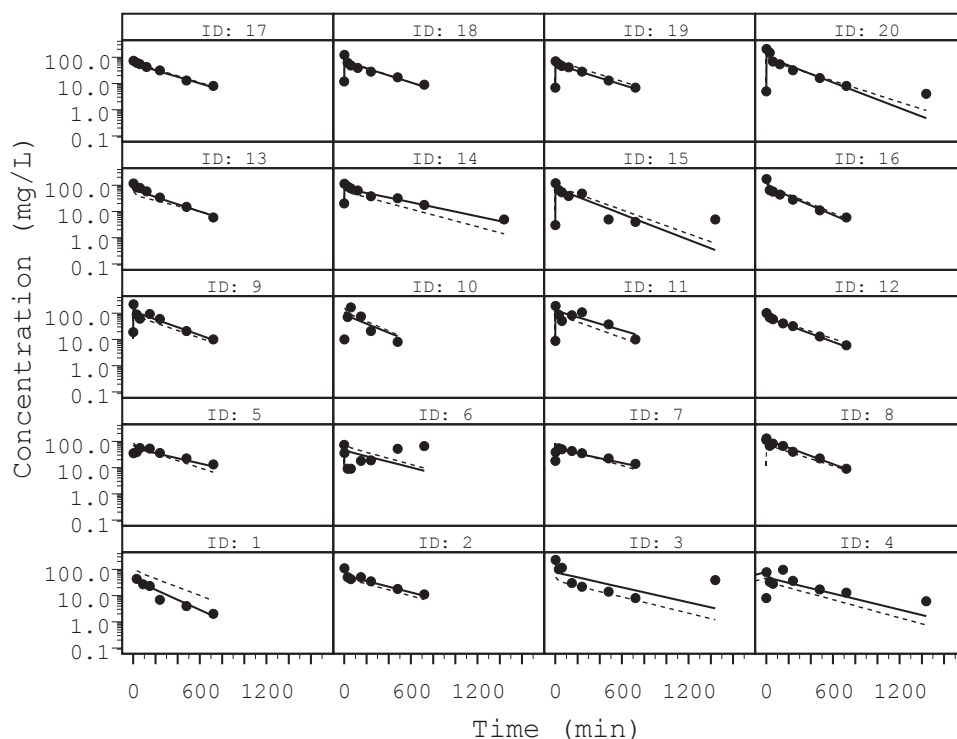 ID: 17 ID: 18 ID: 19 ID: 20
100.0
10.0
1.0
0.1
ID: 13 ID: 14 ID: 15 ID: 16
100.0
10.0
1.0
0.1
ID: 9 ID: 10 ID: 11 ID: 12
100.0
10.0
1.0
0.1
ID: 5 ID: 6 ID: 7 ID: 8
100.0
10.0
1.0
0.1
ID: 1 ID: 2 ID: 3 ID: 4
100.0
10.0
1.0
0.1
Concentration (mg/L)
0 600 1200 0 600 1200 0 600 1200 0 600 1200
Time (min)